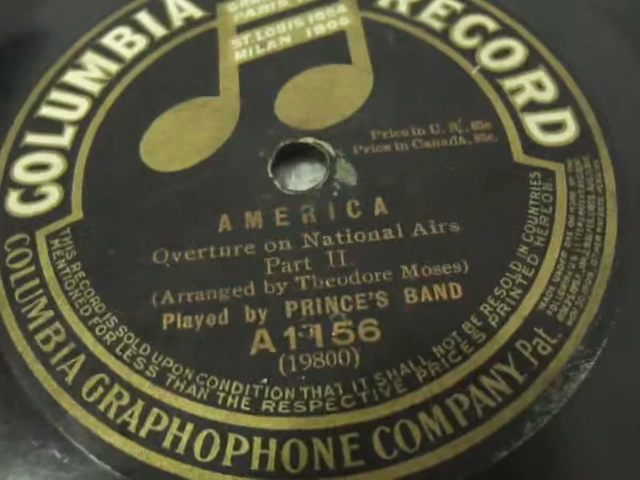 COLUMBIA RECORD
ST. LOUIS 1904
MILAN 1906
Price in U. S., 65c.
Price in Canada, 85c.
AMERICA
Overture on National Airs
Part II.
(Arranged by Theodore Moses)
Played by PRINCE'S BAND
A1156
(19800)
THIS RECORD IS SOLD UPON CONDITION THAT IT SHALL NOT BE RESOLD IN COUNTRIES
MENTIONED FOR LESS THAN THE RESPECTIVE PRICES PRINTED HEREON.
COLUMBIA GRAPHOPHONE COMPANY, Pat.